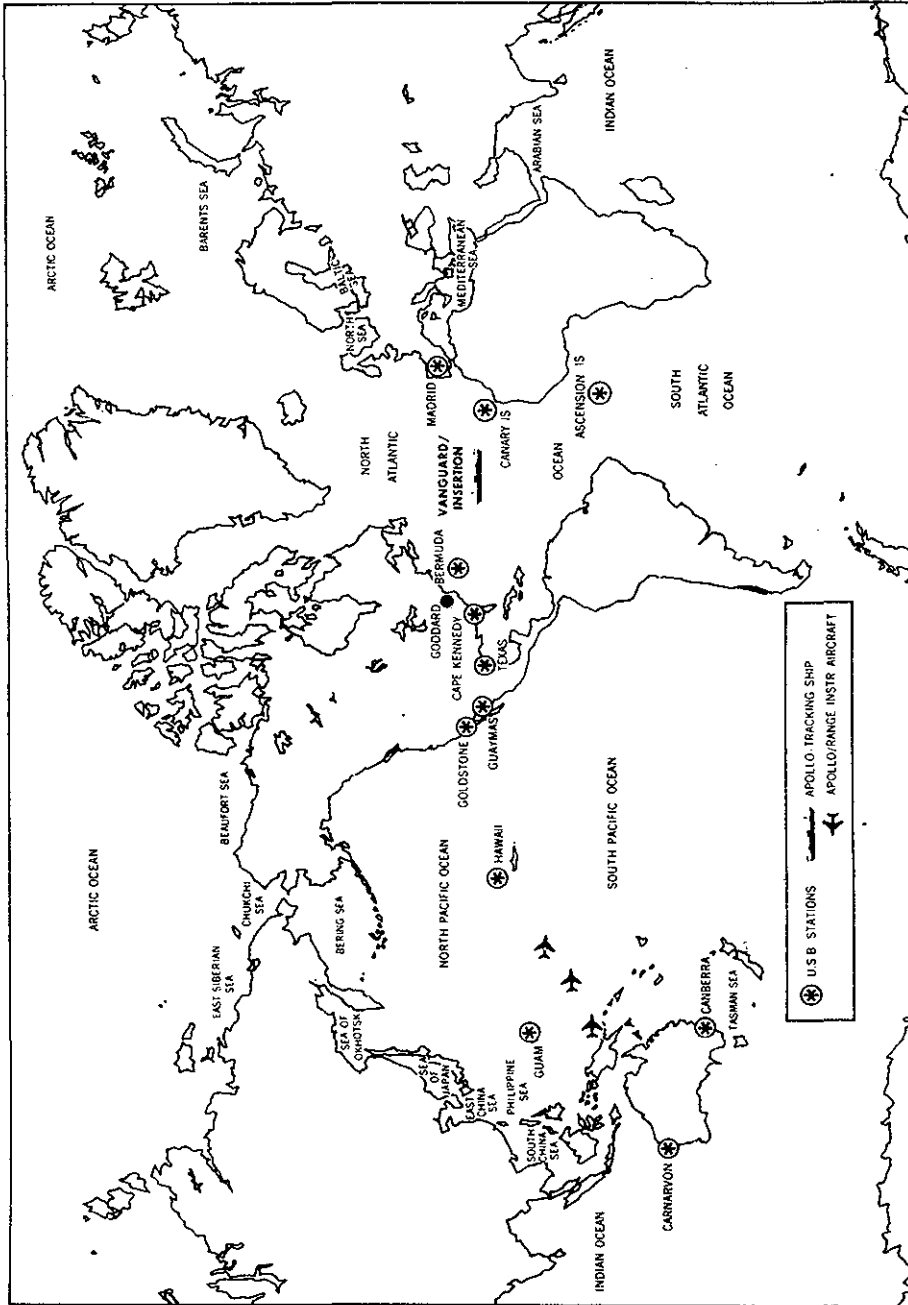 ARCTIC OCEAN
ARCTIC OCEAN
BARENTS SEA
EAST SIBERIAN
SEA
CHUKCHI
SEA
BEAUFORT SEA
BERING SEA
SEA OF
OKHOTSK
SEA
OF
JAPAN
EAST
CHINA
SEA
PHILIPPINE
SEA
SOUTH
CHINA
SEA
NORTH PACIFIC OCEAN
NORTH
ATLANTIC
NORTH
SEA
BALTIC
SEA
MEDITERRANEAN
SEA
ARABIAN SEA
INDIAN OCEAN
GOLDSTONE
GUAYMAS
TEXAS
CAPE KENNEDY
GODDARD
BERMUDA
VANGUARD/
INSERTION
MADRID
CANARY IS
HAWAII
GUAM
OCEAN
ASCENSION IS
SOUTH
ATLANTIC
OCEAN
SOUTH PACIFIC OCEAN
INDIAN OCEAN
CARNARVON
CANBERRA
TASMAN SEA
U.S.B STATIONS
APOLLO-TRACKING SHIP
APOLLO/RANGE INSTR AIRCRAFT